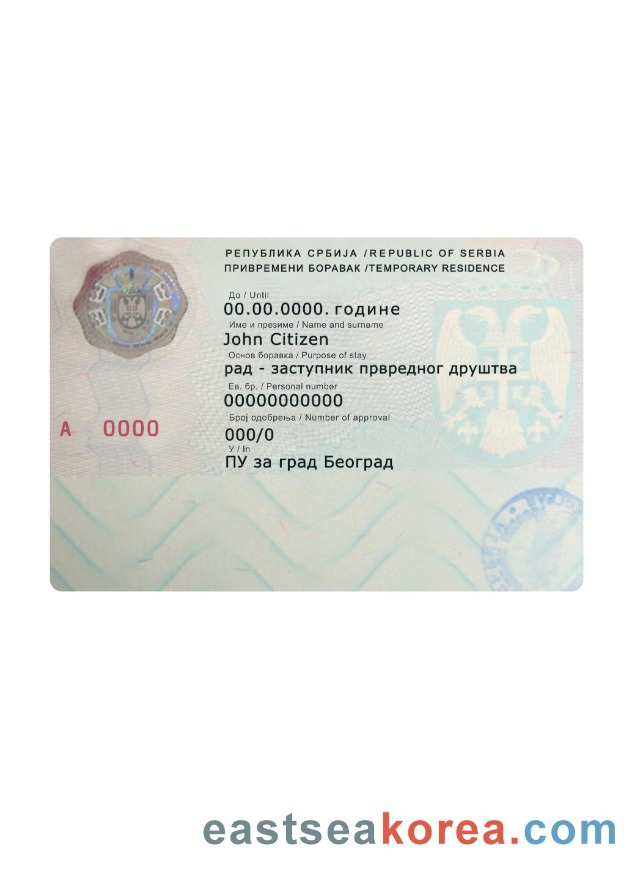 РЕПУБЛИКА СРБИЈА /REPUBLIC OF SERBIA
ПРИВРЕМЕНИ БОРАВАК /TEMPORARY RESIDENCE
До / Until
00.00.0000. године
Име и презиме / Name and surname
John Citizen
Основ боравка / Purpose of stay
рад - заступник првредног друштва
Ев. бр. / Personal number
00000000000
A 0000
Број одобрења / Number of approval
000/0
У / In
ПУ за град Београд
eastseakorea.com